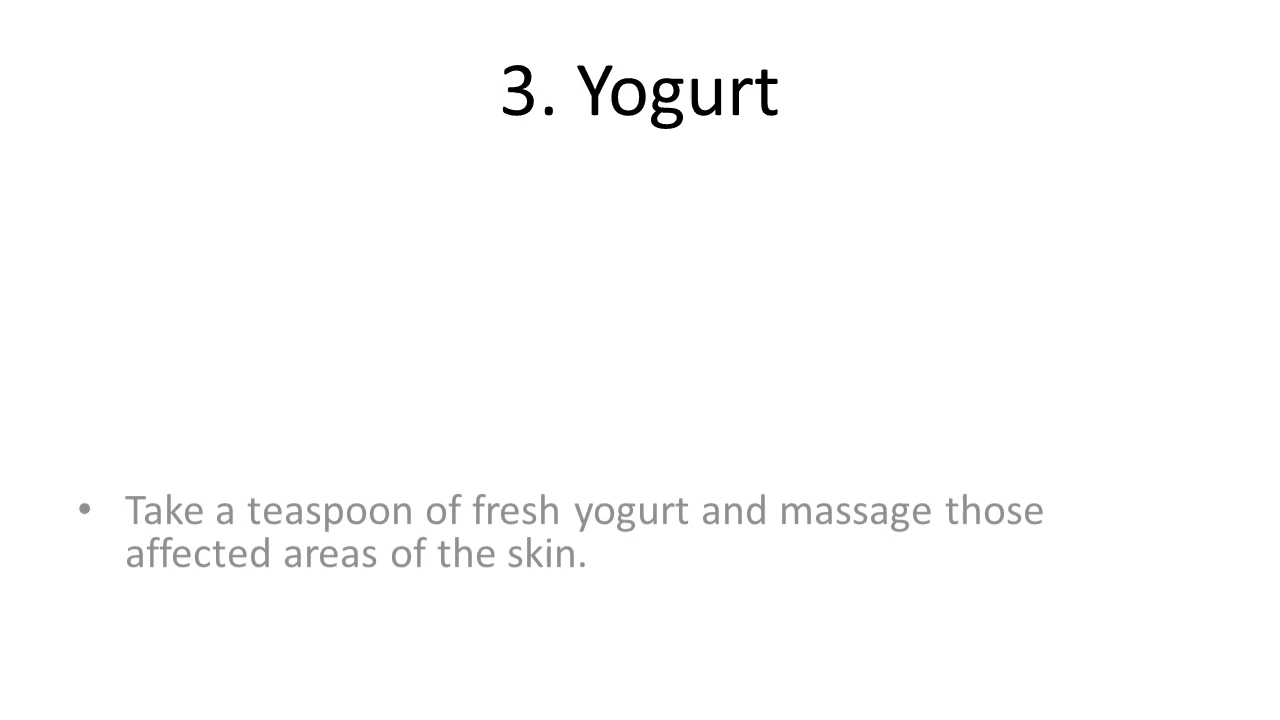 3. Yogurt
• Take a teaspoon of fresh yogurt and massage those
affected areas of the skin.